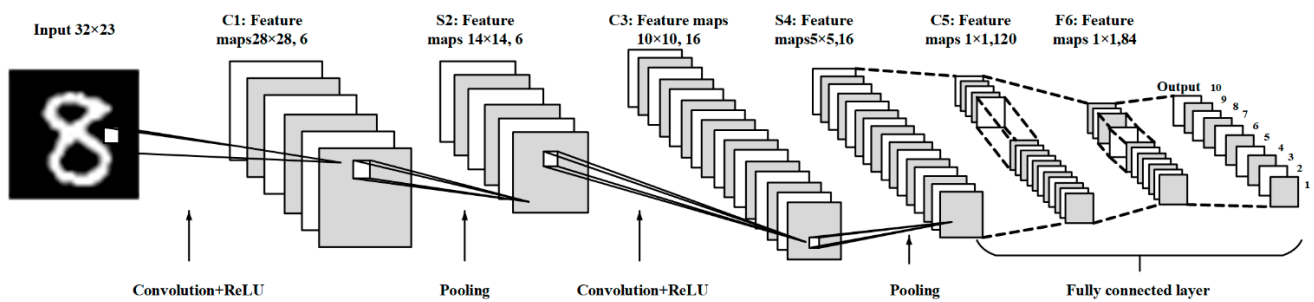 Input 32×23
C1: Feature
maps28×28, 6
S2: Feature
maps 14×14, 6
C3: Feature maps
10×10, 16
S4: Feature
maps5×5,16
C5: Feature
maps 1×1,120
F6: Feature
maps 1×1,84
8
Output
10
9
8
7
6
5
4
3
2
1
Convolution+ReLU
Pooling
Convolution+ReLU
Pooling
Fully connected layer